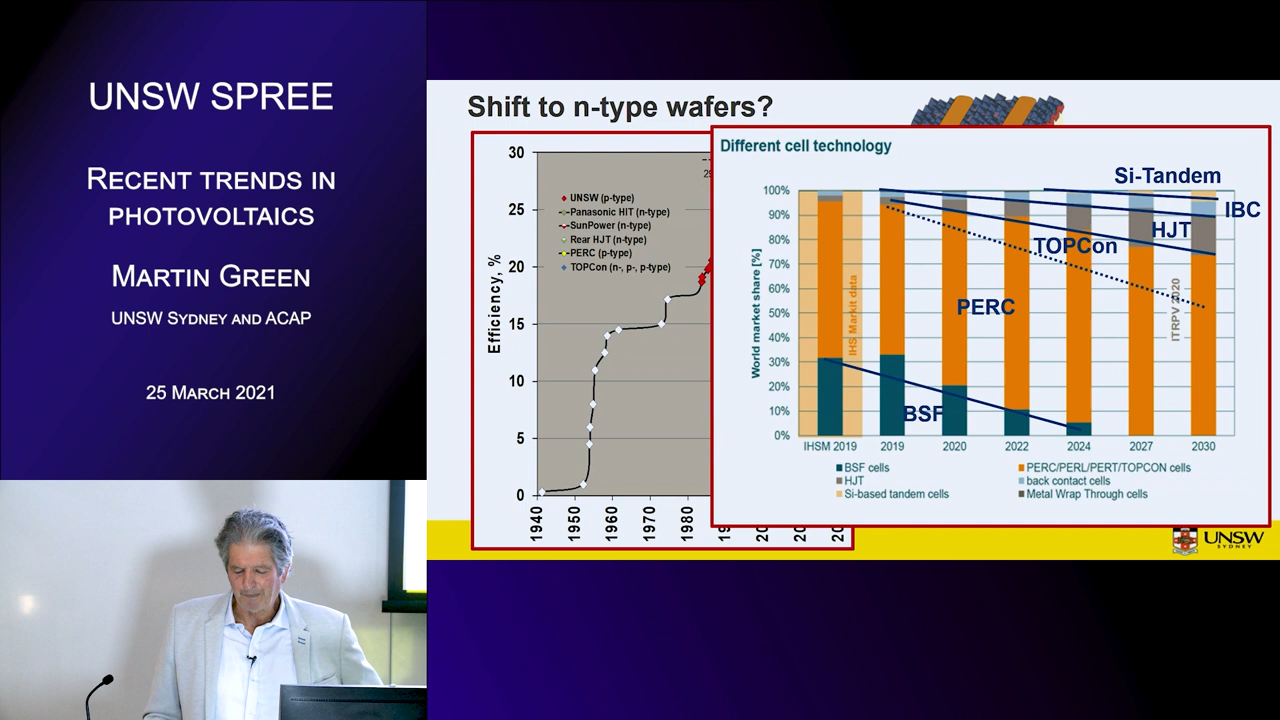 UNSW SPREE
RECENT TRENDS IN
PHOTOVOLTAICS
MARTIN GREEN
UNSW SYDNEY AND ACAP
25 MARCH 2021
Shift to n-type wafers?
30
25
20
15
10
5
0
Efficiency, %
UNSW (p-type)
Panasonic HIT (n-type)
SunPower (n-type)
Rear HJT (n-type)
PERC (p-type)
TOPCon (n-, p-, p-type)
1940
1950
1960
1970
1980
Different cell technology
Si-Tandem
IBC
HJT
TOPCon
PERC
BSF
World market share [%]
100%
90%
80%
70%
60%
50%
40%
30%
20%
10%
0%
IHS Markit data
ITRPV 2020
IHSM 2019 2019 2020 2022 2024 2027 2030
BSF cells PERC/PERL/PERT/TOPCON cells
HJT back contact cells
Si-based tandem cells Metal Wrap Through cells
UNSW
SYDNEY